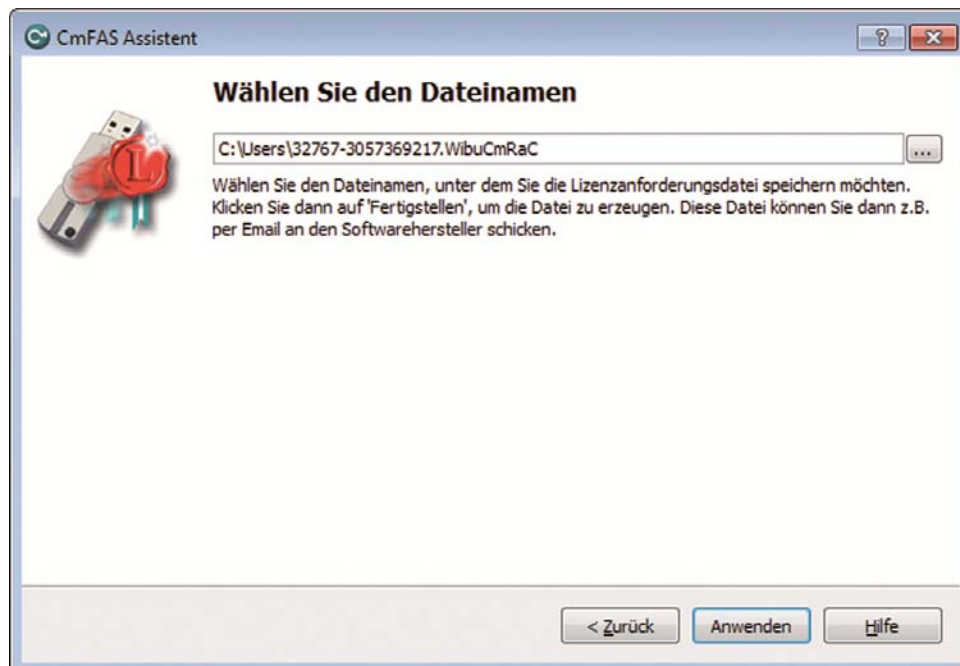 CmFAS Assistent
Wählen Sie den Dateinamen
C:\Users\32767-3057369217.WibuCmRaC
...
Wählen Sie den Dateinamen, unter dem Sie die Lizenzanforderungsdatei speichern möchten.
Klicken Sie dann auf 'Fertigstellen', um die Datei zu erzeugen. Diese Datei können Sie dann z.B.
per Email an den Softwarehersteller schicken.
L
< Zurück
Anwenden
Hilfe